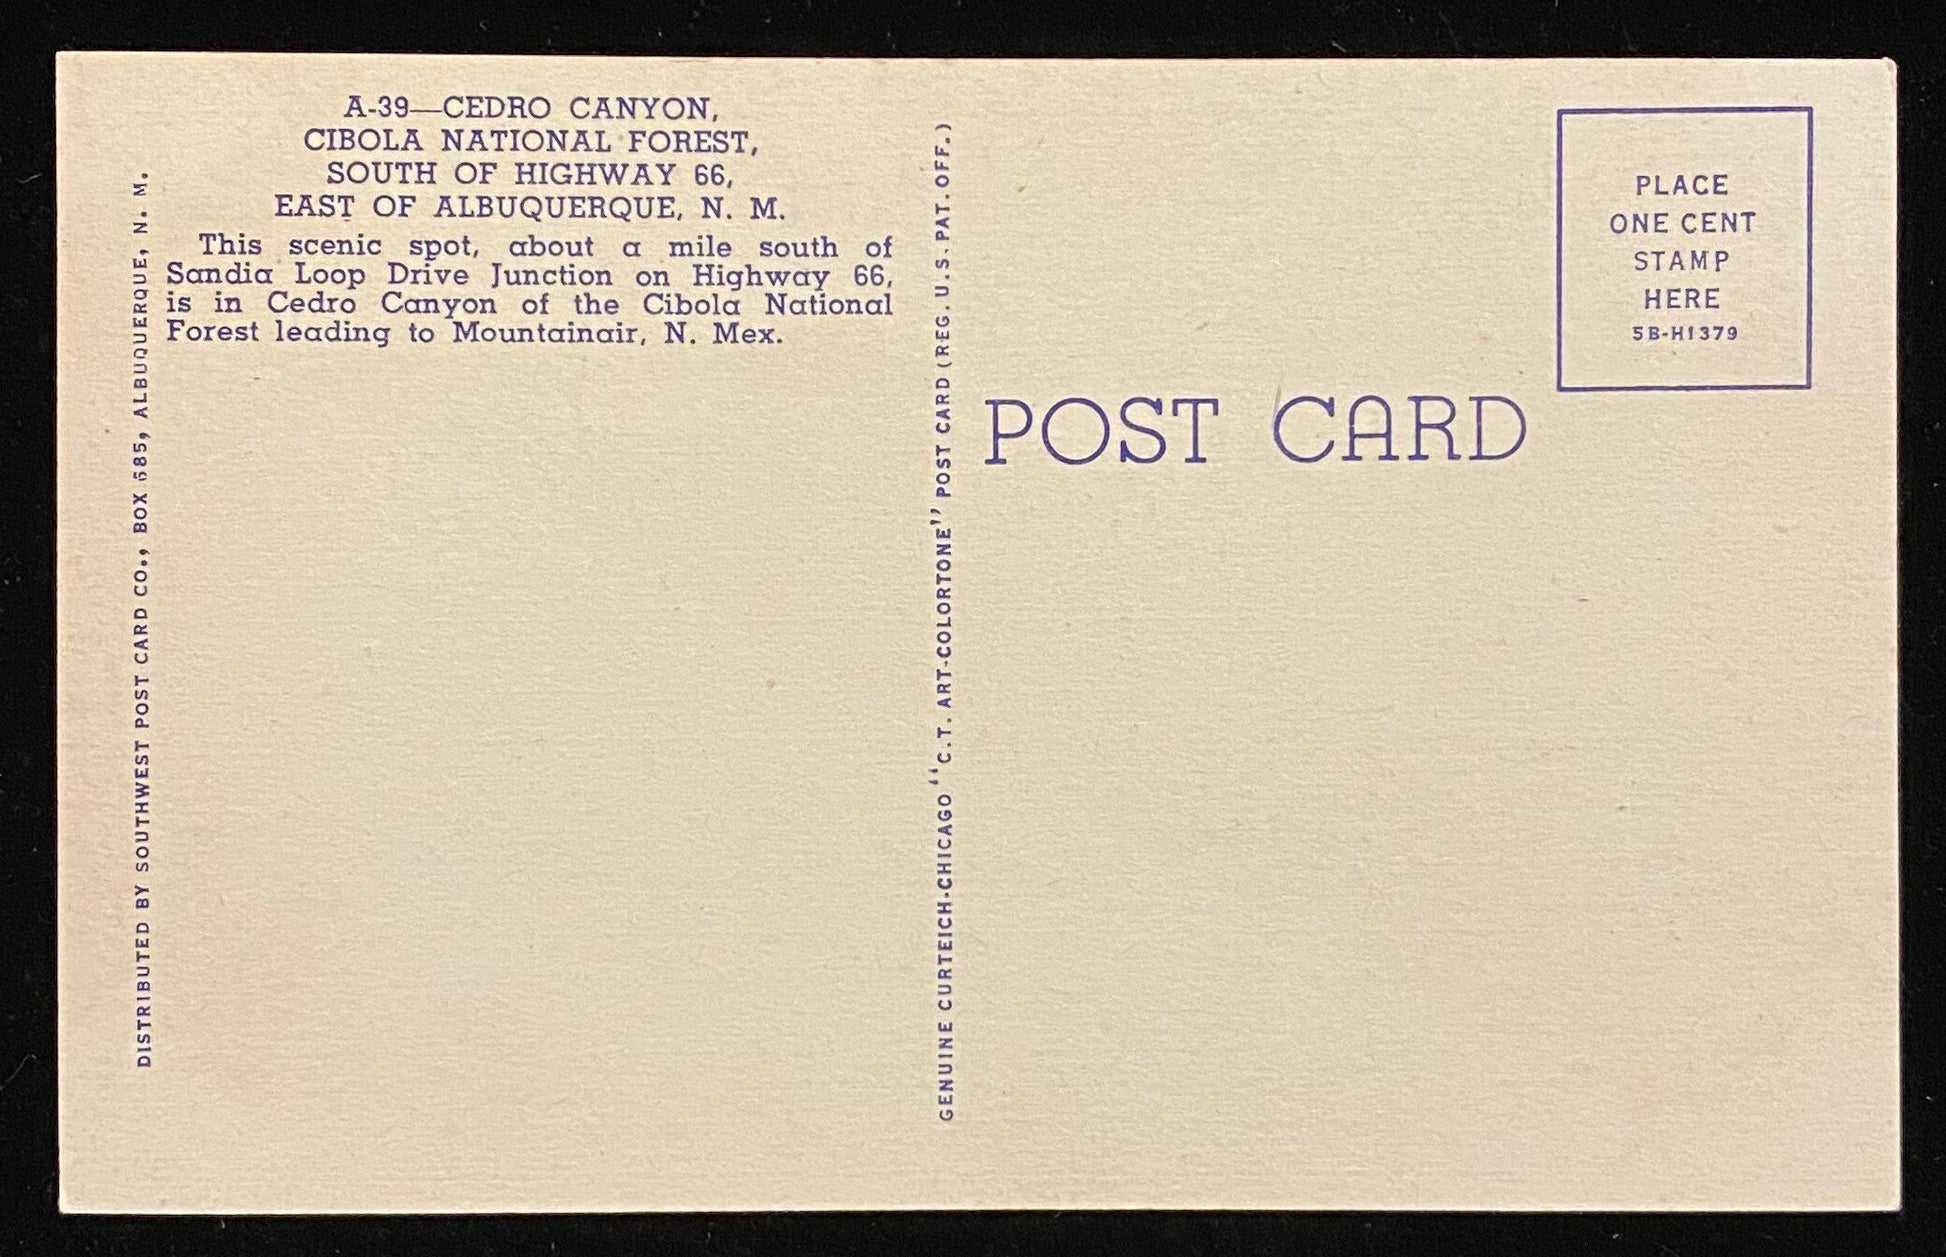 A-39—CEDRO CANYON,
CIBOLA NATIONAL FOREST,
SOUTH OF HIGHWAY 66,
EAST OF ALBUQUERQUE, N. M.
This scenic spot, about a mile south of
Sandia Loop Drive Junction on Highway 66,
is in Cedro Canyon of the Cibola National
Forest leading to Mountainair, N. Mex.
DISTRIBUTED BY SOUTHWEST POST CARD CO., BOX 685, ALBUQUERQUE, N. M.
GENUINE CURTEICH-CHICAGO "C.T. ART-COLORTONE" POST CARD (REG. U.S. PAT. OFF.)
POST CARD
PLACE
ONE CENT
STAMP
HERE
5B-H1379